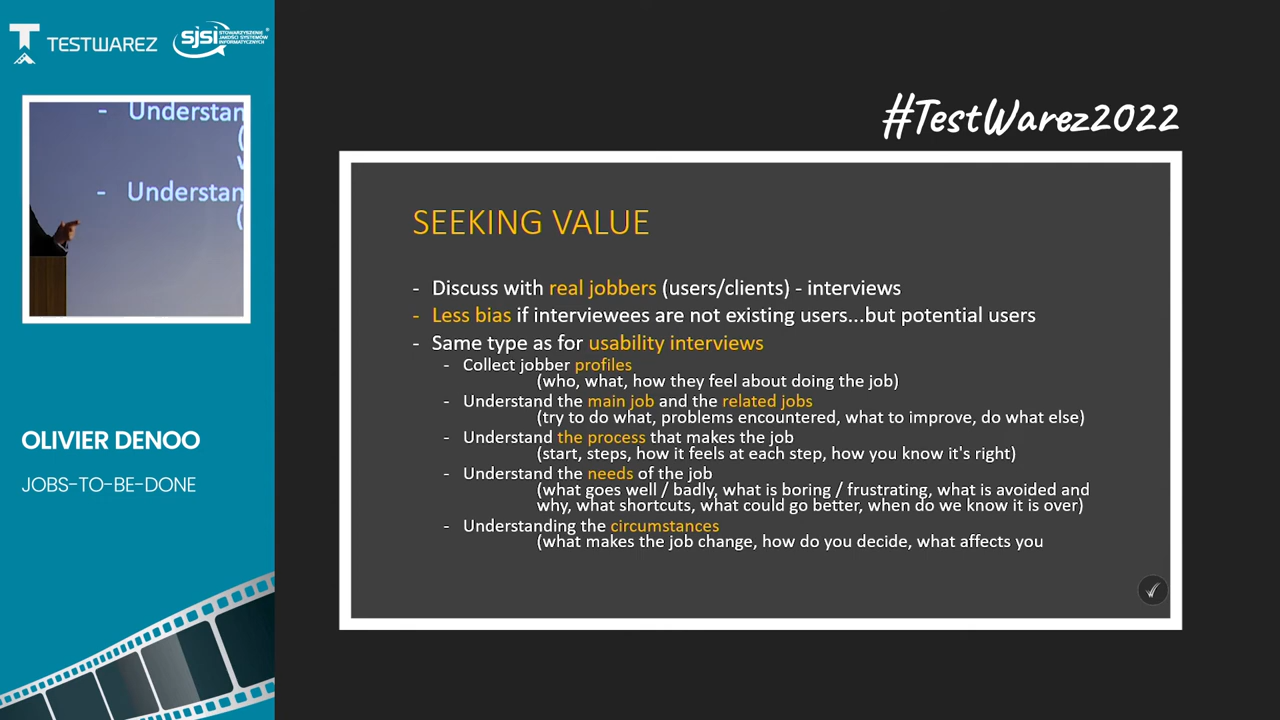 TESTWAREZ
sjsi
STOWARZYSZENIE
JAKOŚCI SYSTEMÓW
INFORMATYCZNYCH
- Understan
(
- Understan
(
#TestWarez2022
SEEKING VALUE
- Discuss with real jobbers (users/clients) - interviews
- Less bias if interviewees are not existing users...but potential users
- Same type as for usability interviews
- Collect jobber profiles
(who, what, how they feel about doing the job)
- Understand the main job and the related jobs
(try to do what, problems encountered, what to improve, do what else)
- Understand the process that makes the job
(start, steps, how it feels at each step, how you know it's right)
- Understand the needs of the job
(what goes well / badly, what is boring / frustrating, what is avoided and
why, what shortcuts, what could go better, when do we know it is over)
- Understanding the circumstances
(what makes the job change, how do you decide, what affects you
OLIVIER DENOO
JOBS-TO-BE-DONE